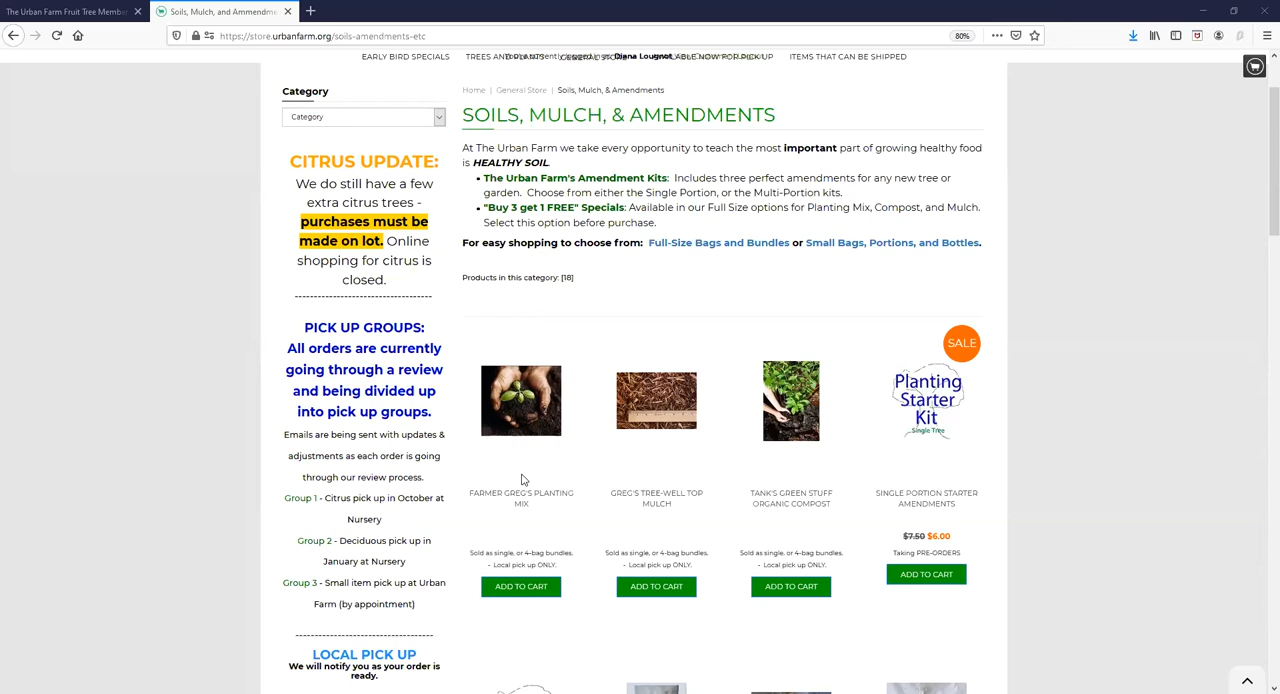 The Urban Farm Fruit Tree Membar
Soils, Mulch, and Ammendme
https://store.urbanfarm.org/soils-amendments-etc
80%
EARLY BIRD SPECIALS
TREES AND PLANTS
GENERAL STORE
Diana Lougnot
ITEMS THAT CAN BE SHIPPED
Category
Category
CITRUS UPDATE:
We do still have a few
extra citrus trees -
purchases must be
made on lot. Online
shopping for citrus is
closed.
----------------------------------
PICK UP GROUPS:
All orders are currently
going through a review
and being divided up
into pick up groups.
Emails are being sent with updates &
adjustments as each order is going
through our review process.
Group 1 - Citrus pick up in October at
Nursery
Group 2 - Deciduous pick up in
January at Nursery
Group 3 - Small item pick up at Urban
Farm (by appointment)
----------------------------------
LOCAL PICK UP
We will notify you as your order is
ready.
Home | General Store | Soils, Mulch, & Amendments
SOILS, MULCH, & AMENDMENTS
At The Urban Farm we take every opportunity to teach the most important part of growing healthy food
is HEALTHY SOIL.
• The Urban Farm's Amendment Kits: Includes three perfect amendments for any new tree or
garden. Choose from either the Single Portion, or the Multi-Portion kits.
• "Buy 3 get 1 FREE" Specials: Available in our Full Size options for Planting Mix, Compost, and Mulch.
Select this option before purchase.
For easy shopping to choose from: Full-Size Bags and Bundles or Small Bags, Portions, and Bottles.
Products in this category: [18]
SALE
Planting
Starter
Kit
Single Tree
FARMER GREG'S PLANTING
MIX
Sold as single, or 4-bag bundles.
- Local pick up ONLY.
ADD TO CART
GREG'S TREE-WELL TOP
MULCH
Sold as single, or 4-bag bundles.
- Local pick up ONLY.
ADD TO CART
TANK'S GREEN STUFF
ORGANIC COMPOST
Sold as single, or 4-bag bundles.
- Local pick up ONLY.
ADD TO CART
SINGLE PORTION STARTER
AMENDMENTS
$7.50 $6.00
Taking PRE-ORDERS
ADD TO CART